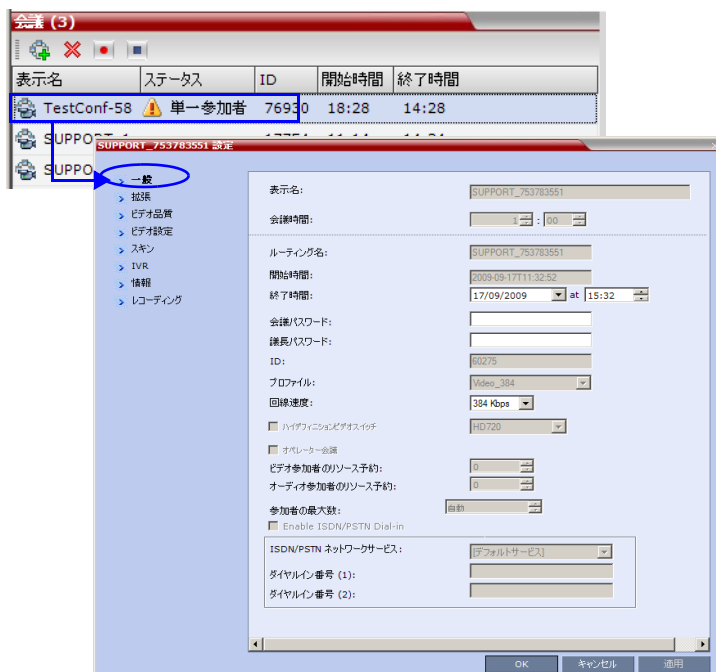 会議 (3)
表示名 ステータス ID 開始時間 終了時間
TestConf-58 単一参加者 76930 18:28 14:28
SUPPORT_753783551 設定
一般
拡張
ビデオ品質
ビデオ設定
スキン
IVR
情報
レコーディング
表示名: SUPPORT_753783551
会議時間: 1 : 00
ルーティング名: SUPPORT_753783551
開始時間: 2009-09-17T11:32:52
終了時間: 17/09/2009 at 15:32
会議パスワード:
議長パスワード:
ID: 60275
プロファイル: Video_384
回線速度: 384 Kbps
ハイデフィニションビデオスイッチ HD720
オペレーター会議
ビデオ参加者のリソース予約: 0
オーディオ参加者のリソース予約: 0
参加者の最大数: 自動
Enable ISDN/PSTN Dial-in
ISDN/PSTN ネットワークサービス: [デフォルトサービス]
ダイヤルイン番号 (1):
ダイヤルイン番号 (2):
OK キャンセル 適用